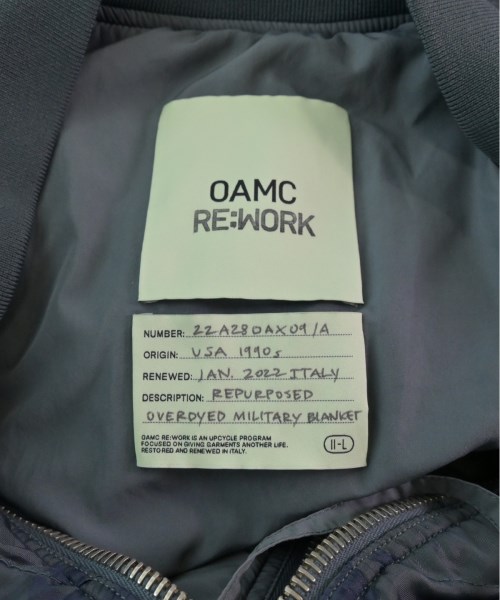 OAMC
RE:WORK
NUMBER: 22A28OAX09/A
ORIGIN: USA 1990s
RENEWED: JAN. 2022 ITALY
DESCRIPTION: REPURPOSED
OVERDYED MILITARY BLANKET
OAMC RE:WORK IS AN UPCYCLE PROGRAM
FOCUSED ON GIVING GARMENTS ANOTHER LIFE.
RESTORED AND RENEWED IN ITALY.
II-L